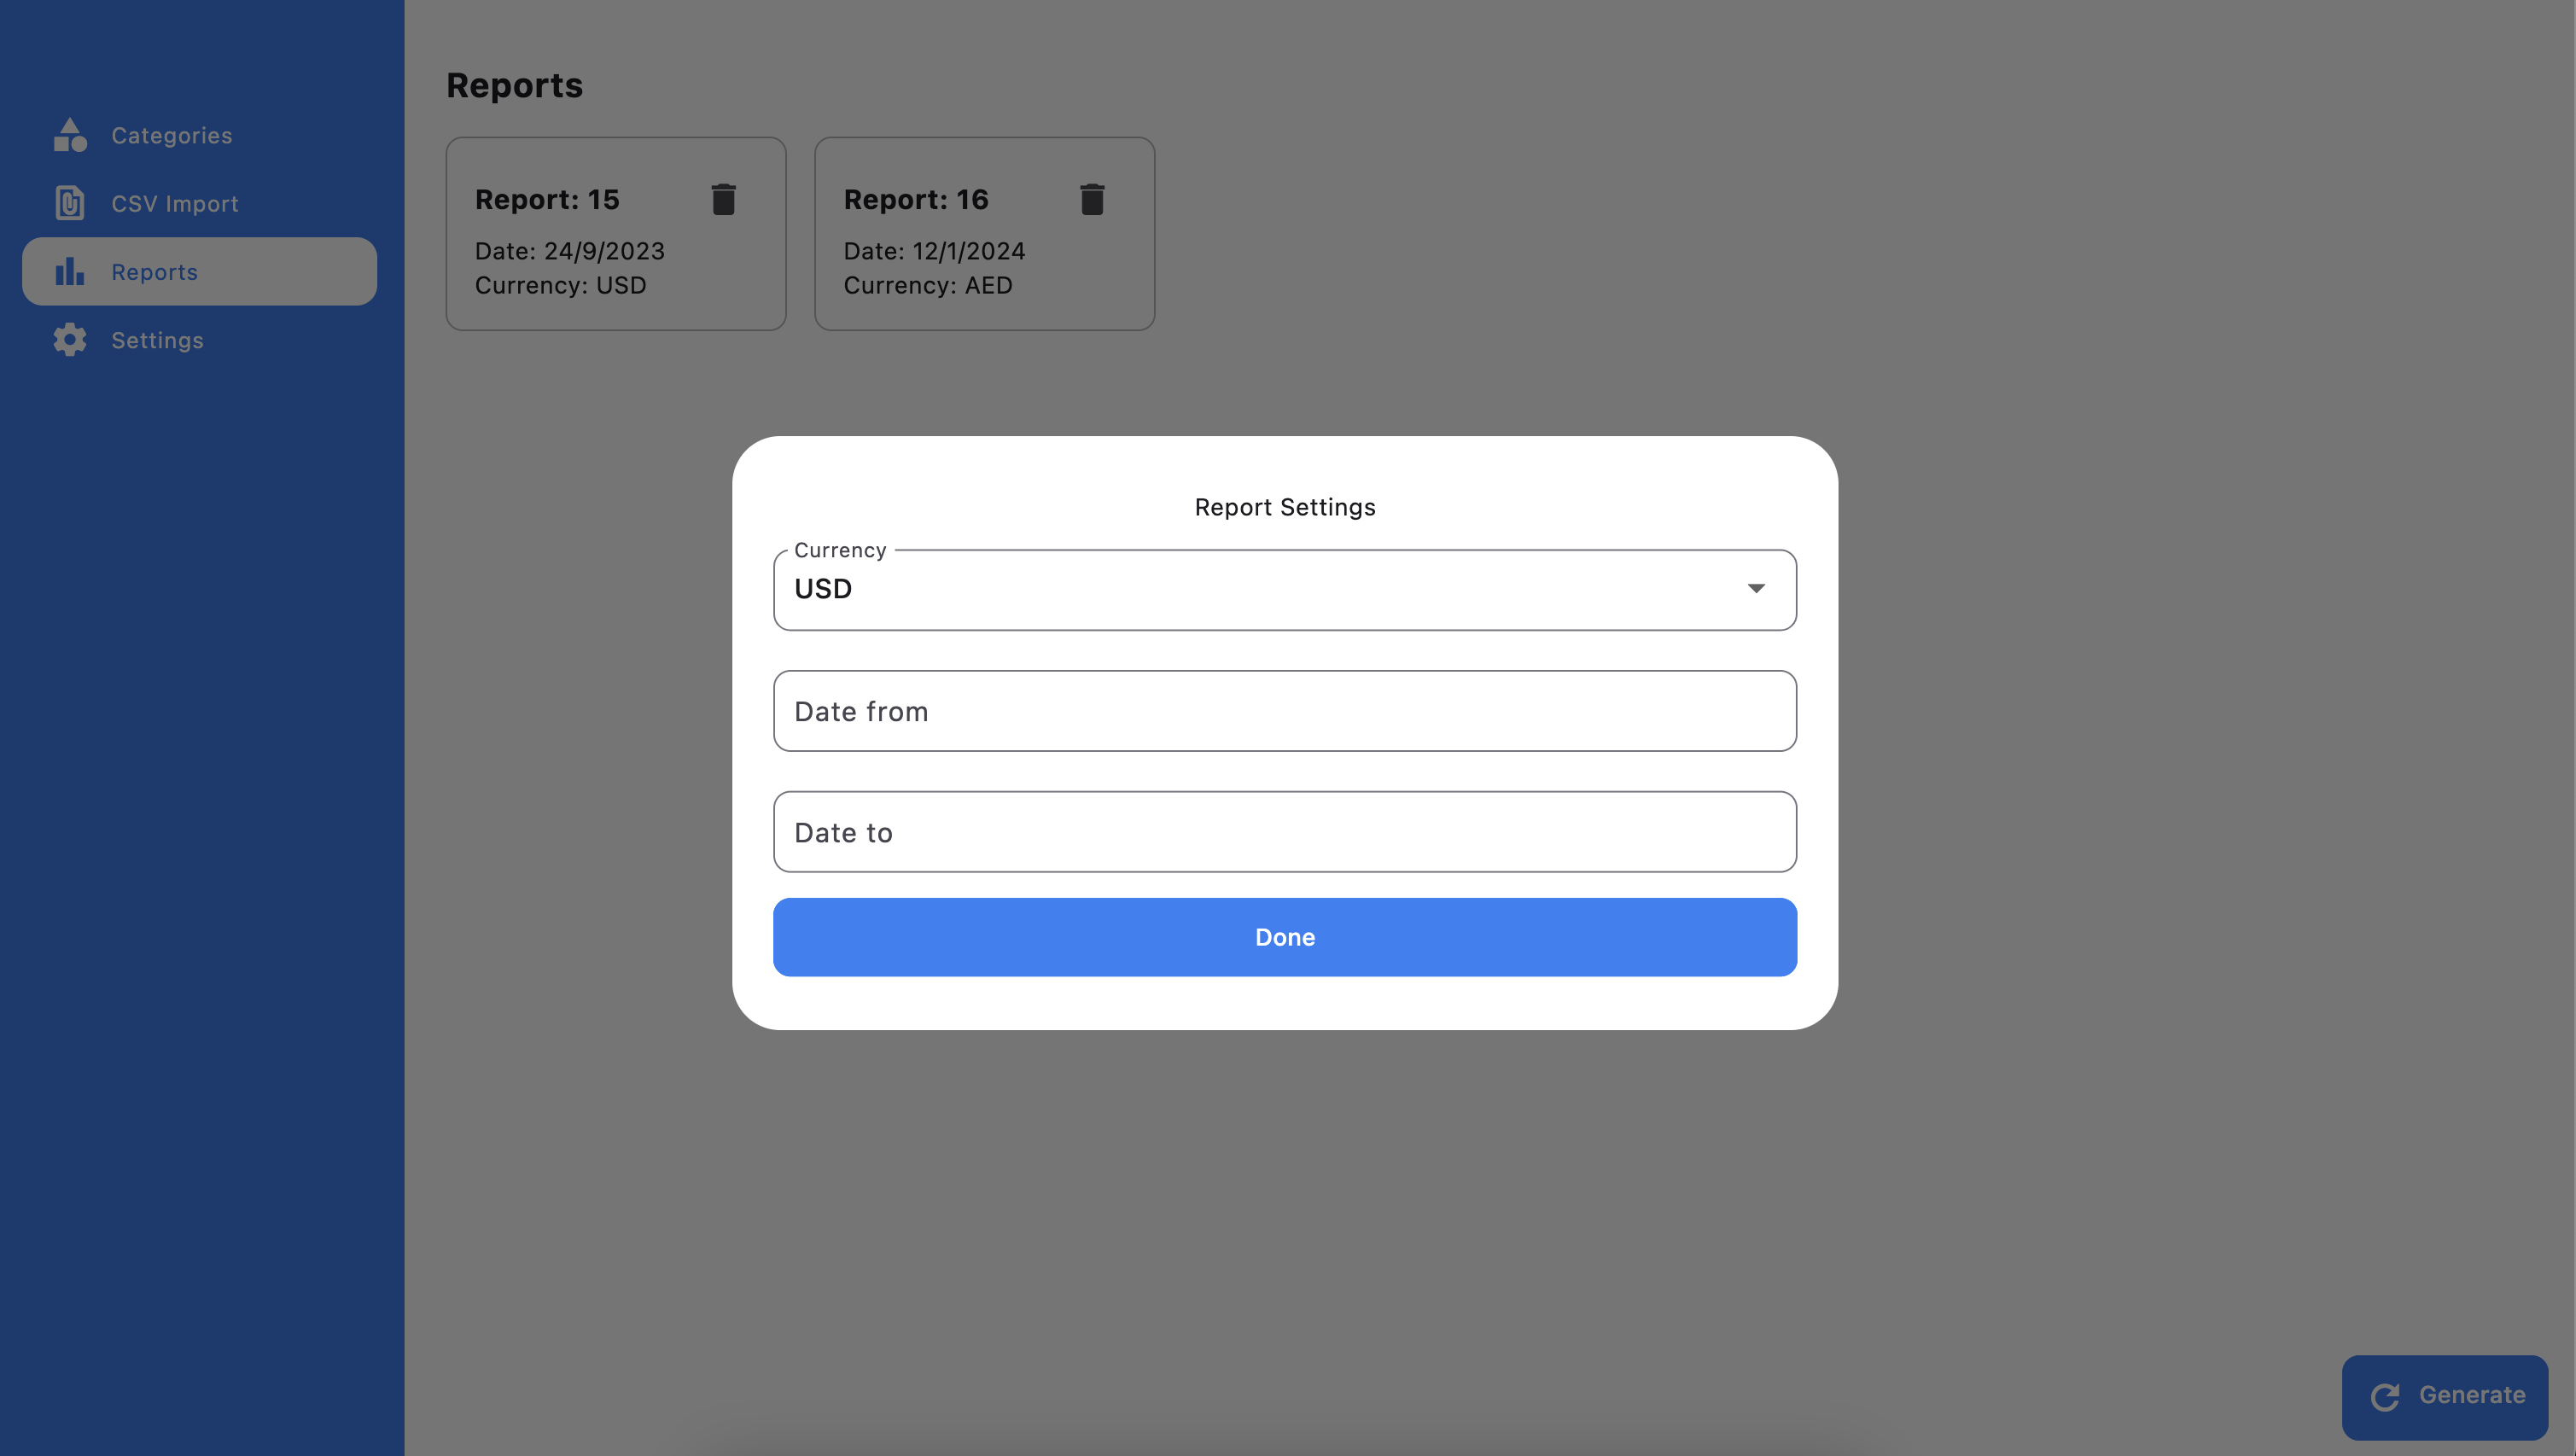 Categories
CSV Import
Reports
Settings
Reports
Report: 15
Date: 24/9/2023
Currency: USD
Report: 16
Date: 12/1/2024
Currency: AED
Report Settings
Currency
USD
Date from
Date to
Done
Generate